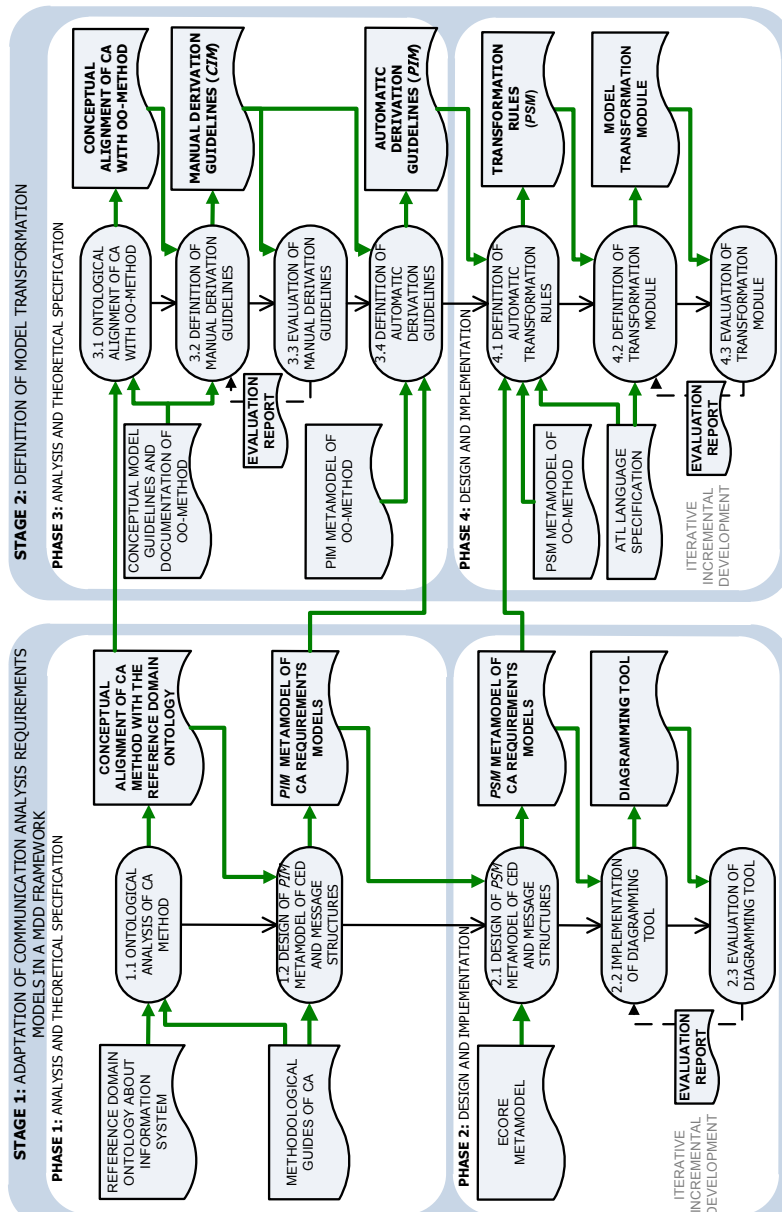 STAGE 1: ADAPTATION OF COMMUNICATION ANALYSIS REQUIREMENTS
MODELS IN A MDD FRAMEWORK
PHASE 1: ANALYSIS AND THEORETICAL SPECIFICATION
REFERENCE DOMAIN
ONTOLOGY ABOUT
INFORMATION
SYSTEM
METHODOLOGICAL
GUIDES OF CA
1.1 ONTOLOGICAL
ANALYSIS OF CA
METHOD
1.2 DESIGN OF PIM
METAMODEL OF CED
AND MESSAGE
STRUCTURES
CONCEPTUAL
ALIGNMENT OF CA
METHOD WITH THE
REFERENCE DOMAIN
ONTOLOGY
PIM METAMODEL OF
CA REQUIREMENTS
MODELS
PHASE 2: DESIGN AND IMPLEMENTATION
ECORE
METAMODEL
2.1 DESIGN OF PSM
METAMODEL OF CED
AND MESSAGE
STRUCTURES
2.2 IMPLEMENTATION
OF DIAGRAMMING
TOOL
2.3 EVALUATION OF
DIAGRAMMING TOOL
PSM METAMODEL OF
CA REQUIREMENTS
MODELS
DIAGRAMMING TOOL
EVALUATION
REPORT
ITERATIVE
INCREMENTAL
DEVELOPMENT
STAGE 2: DEFINITION OF MODEL TRANSFORMATION
PHASE 3: ANALYSIS AND THEORETICAL SPECIFICATION
CONCEPTUAL MODEL
GUIDELINES AND
DOCUMENTATION OF
OO-METHOD
EVALUATION
REPORT
PIM METAMODEL OF
OO-METHOD
3.1 ONTOLOGICAL
ALIGNMENT OF CA
WITH OO-METHOD
3.2 DEFINITION OF
MANUAL DERIVATION
GUIDELINES
3.3 EVALUATION OF
MANUAL DERIVATION
GUIDELINES
3.4 DEFINITION OF
AUTOMATIC
DERIVATION
GUIDELINES
CONCEPTUAL
ALIGNMENT OF CA
WITH OO-METHOD
MANUAL DERIVATION
GUIDELINES (CIM)
AUTOMATIC
DERIVATION
GUIDELINES (PIM)
PHASE 4: DESIGN AND IMPLEMENTATION
PSM METAMODEL OF
OO-METHOD
ATL LANGUAGE
SPECIFICATION
EVALUATION
REPORT
ITERATIVE
INCREMENTAL
DEVELOPMENT
4.1 DEFINITION OF
AUTOMATIC
TRANSFORMATION
RULES
4.2 DEFINITION OF
TRANSFORMATION
MODULE
4.3 EVALUATION OF
TRANSFORMATION
MODULE
TRANSFORMATION
RULES
(PSM)
MODEL
TRANSFORMATION
MODULE